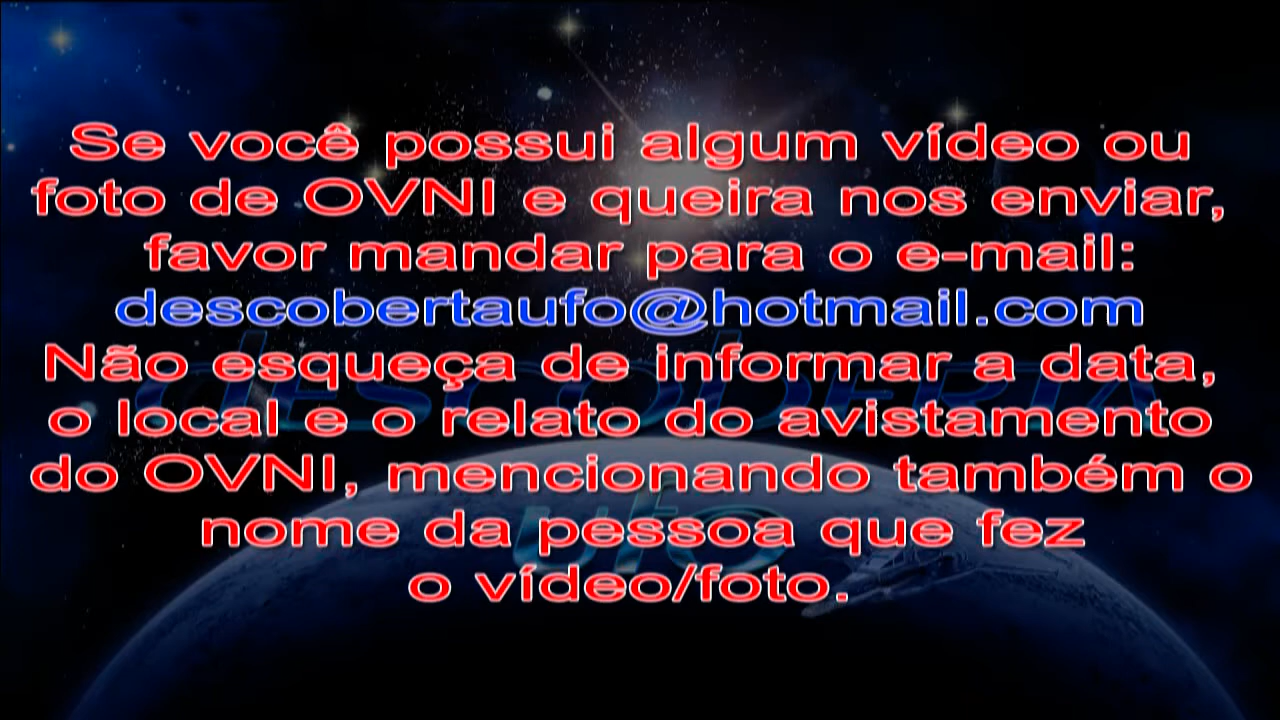 Se você possui algum vídeo ou
foto de OVNI e queira nos enviar,
favor mandar para o e-mail:
descobertaufo@hotmail.com
Não esqueça de informar a data,
o local e o relato do avistamento
do OVNI, mencionando também o
nome da pessoa que fez
o vídeo/foto.
DESCOBERTA
UFO